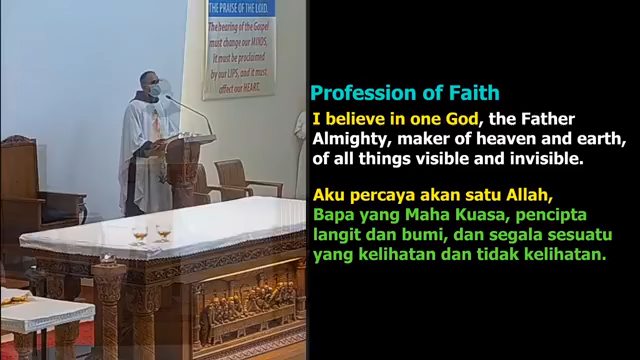 THE PRAISE OF THE LORD.
The hearing of the Gospel
must change our MINDS,
it must be proclaimed
by our LIPS, and it must
affect our HEART.
Profession of Faith
I believe in one God, the Father
Almighty, maker of heaven and earth,
of all things visible and invisible.
Aku percaya akan satu Allah,
Bapa yang Maha Kuasa, pencipta
langit dan bumi, dan segala sesuatu
yang kelihatan dan tidak kelihatan.